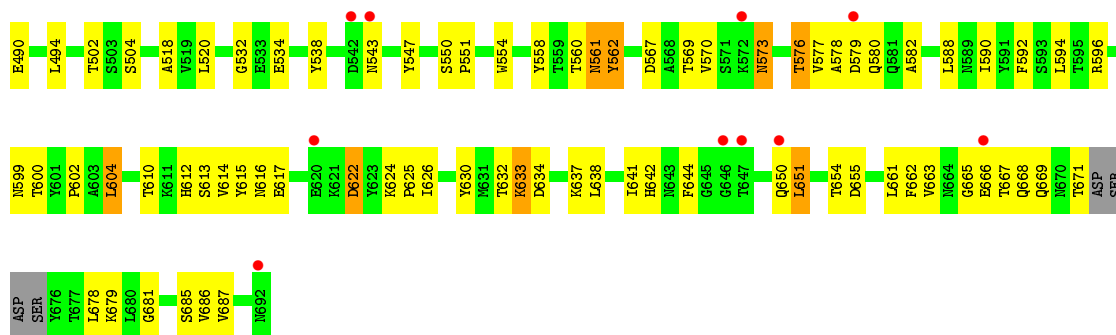 E490 L494 T502 S503 S504 A518 V519 L520 G532 E533 E534 Y538 D542 N543 Y547 S550 P551 W554 Y558 T559 T560 N561 Y562 D567 A568 T569 V570 S571 K572 N573 T576 V577 A578 D579 Q580 Q581 A582 L588 N589 I590 Y591 F592 S593 L594 T595 R596
N599 T600 Y601 P602 A603 L604 T610 K611 H612 S613 V614 Y615 N616 E617 E620 K621 D622 Y623 K624 P625 I626 Y630 M631 T632 K633 D634 K637 L638 I641 H642 N643 F644 G645 G646 T647 Q650 L651 T654 D655 L661 F662 V663 N664 G665 E666 T667 Q668 Q669 N670 T671 ASP SER
ASP SER Y676 T677 L678 K679 L680 G681 S685 V686 V687 N692